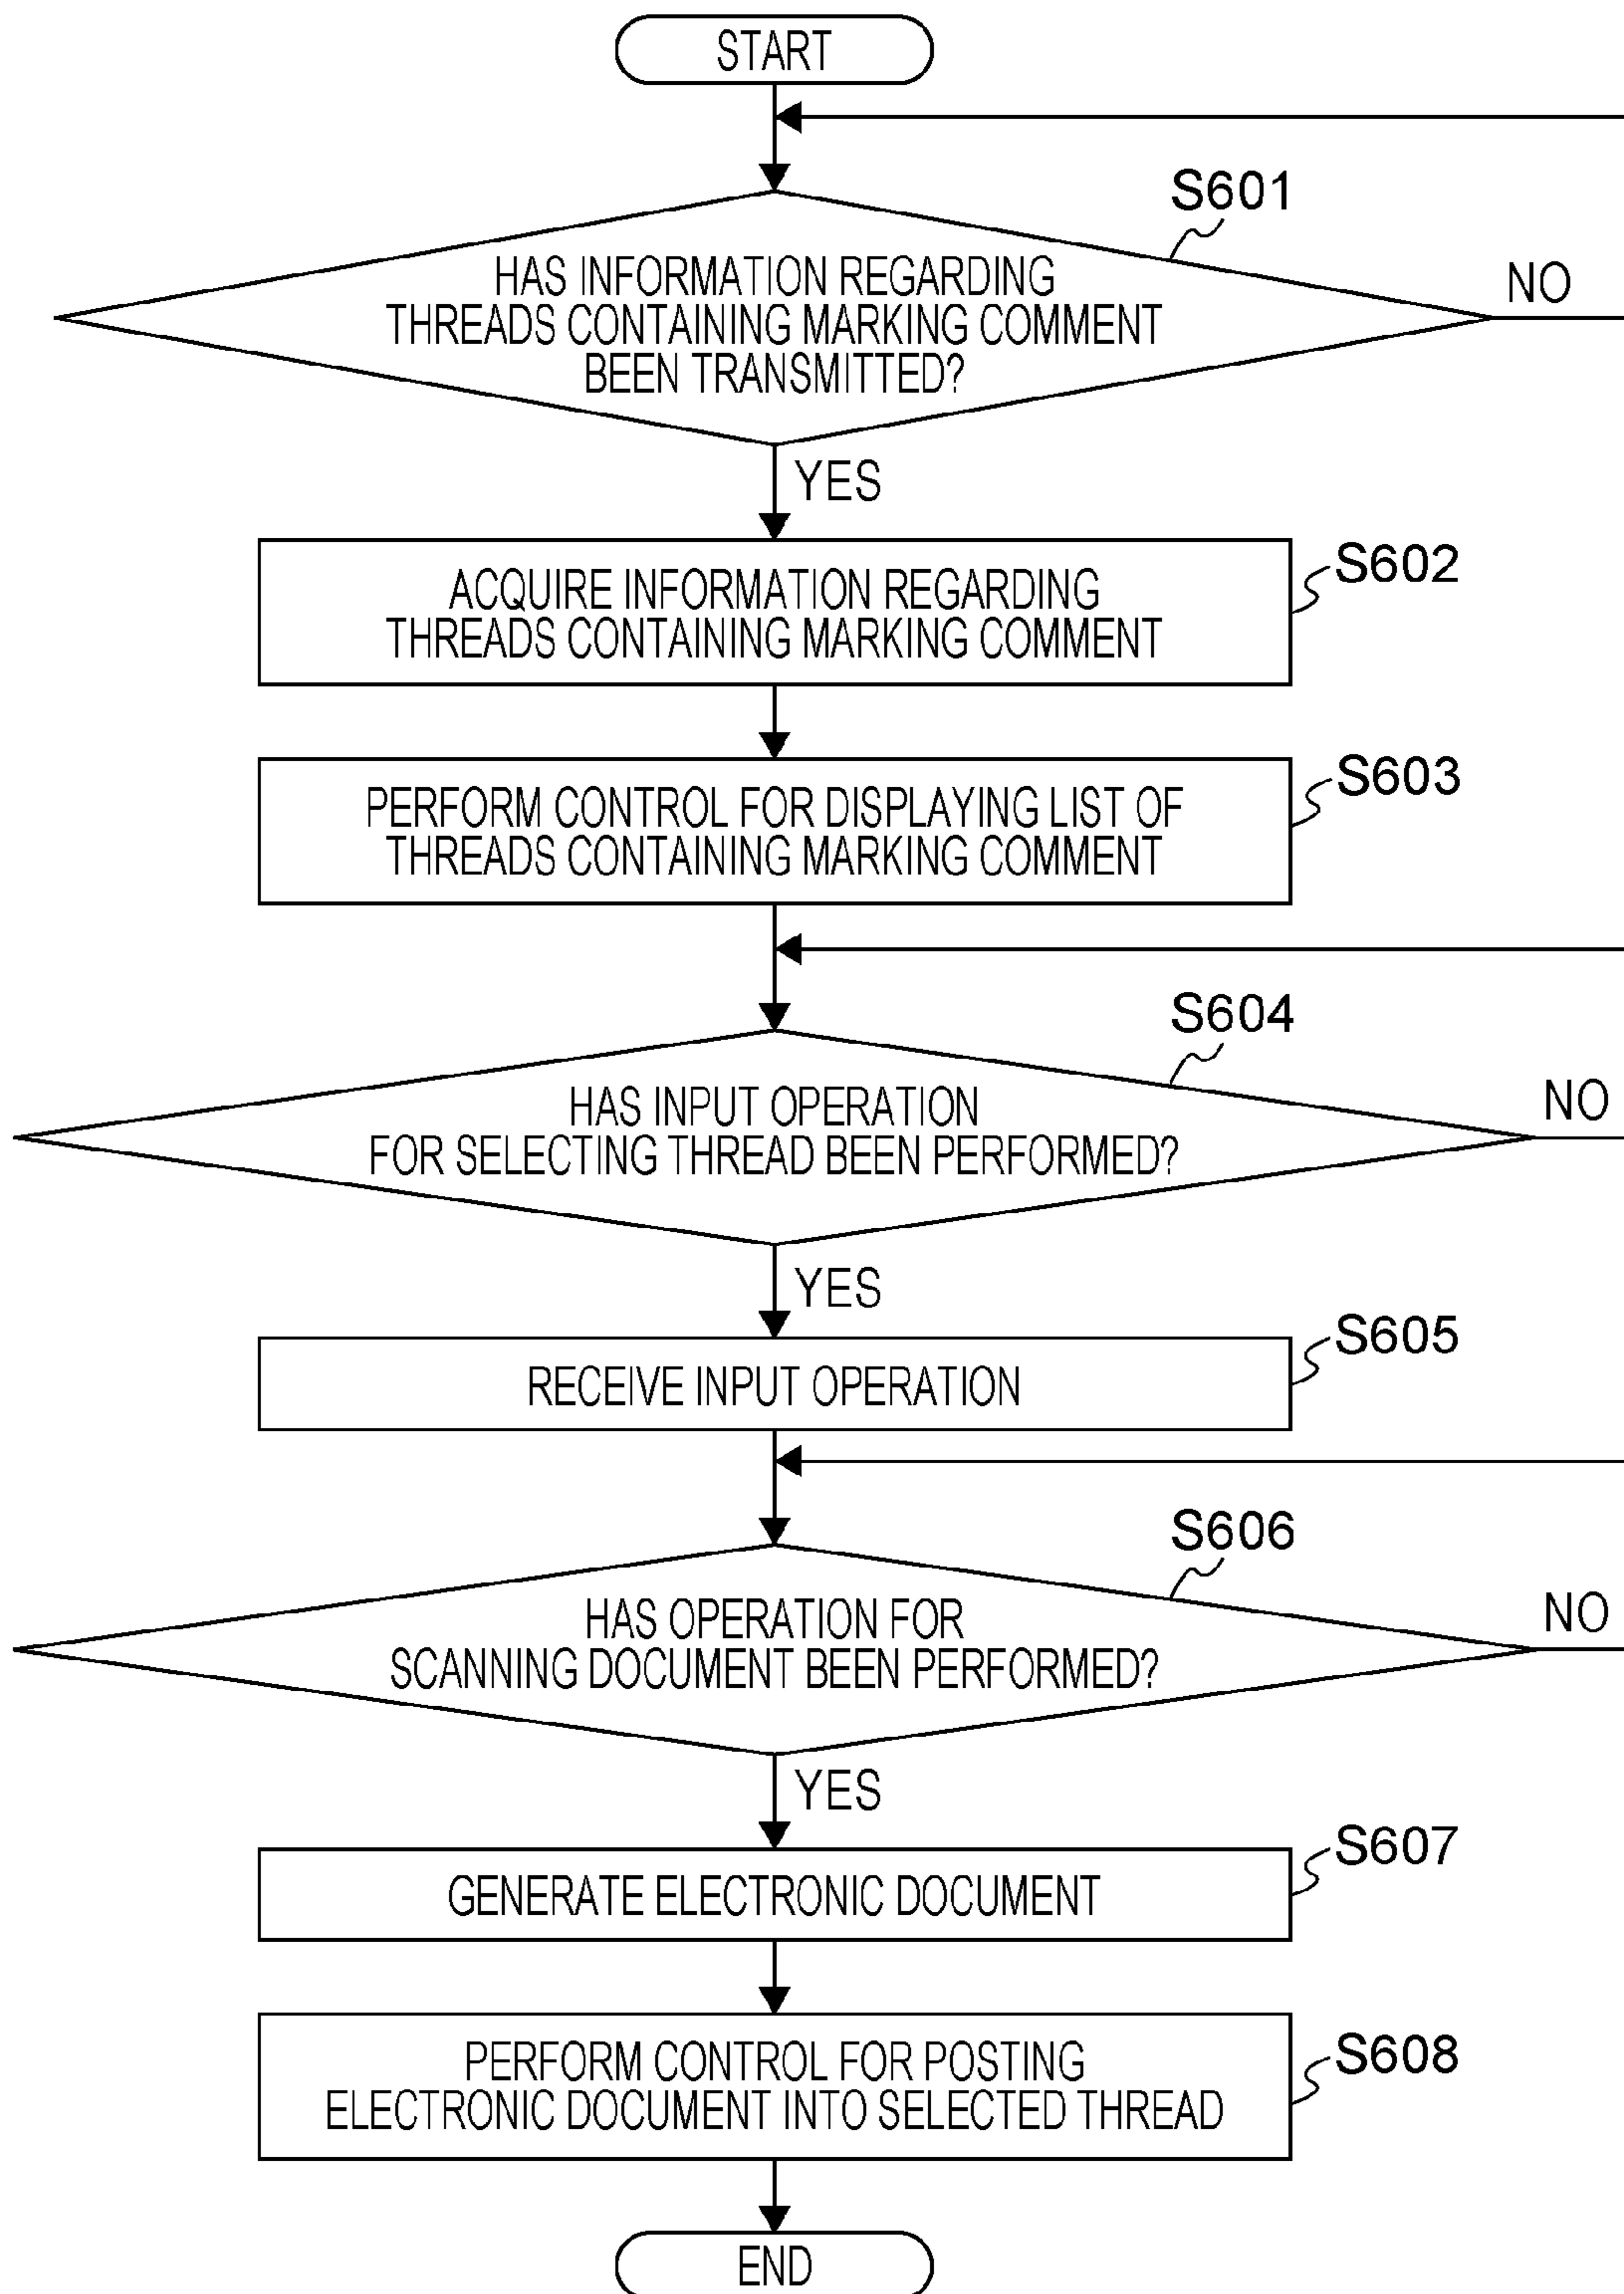 START
S601
HAS INFORMATION REGARDING
THREADS CONTAINING MARKING COMMENT
BEEN TRANSMITTED?
NO
YES
S602
ACQUIRE INFORMATION REGARDING
THREADS CONTAINING MARKING COMMENT
S603
PERFORM CONTROL FOR DISPLAYING LIST OF
THREADS CONTAINING MARKING COMMENT
S604
HAS INPUT OPERATION
FOR SELECTING THREAD BEEN PERFORMED?
NO
YES
S605
RECEIVE INPUT OPERATION
S606
HAS OPERATION FOR
SCANNING DOCUMENT BEEN PERFORMED?
NO
YES
S607
GENERATE ELECTRONIC DOCUMENT
S608
PERFORM CONTROL FOR POSTING
ELECTRONIC DOCUMENT INTO SELECTED THREAD
END